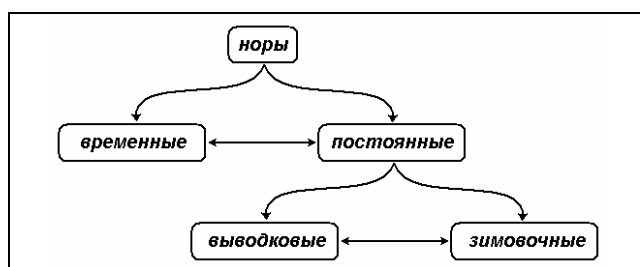 норы
временные постоянные
выводковые зимовочные